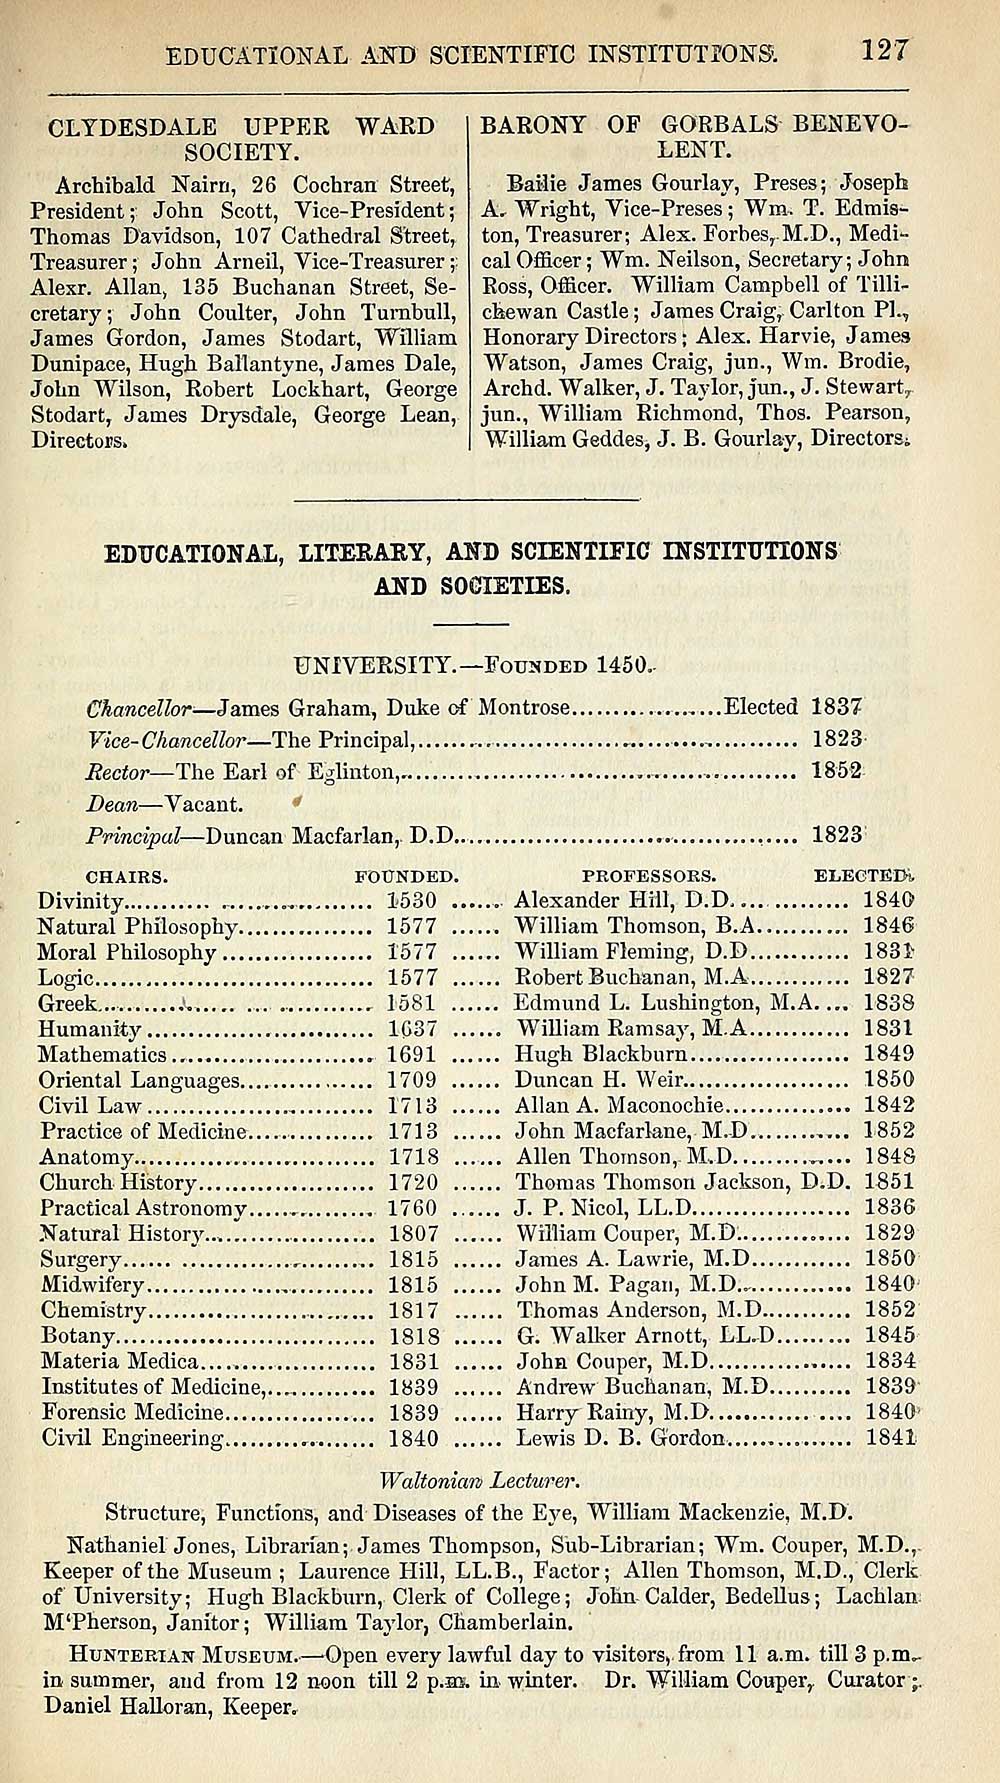 EDUCATIONAL AND SCIENTIFIC INSTITUTIONS. 127
CLYDESDALE UPPER WARD
SOCIETY.
Archibald Nairn, 26 Cochran Street,
President; John Scott, Vice-President;
Thomas Davidson, 107 Cathedral Street,
Treasurer; John Arneil, Vice-Treasurer;
Alexr. Allan, 135 Buchanan Street, Se-
cretary; John Coulter, John Turnbull,
James Gordon, James Stodart, William
Dunipace, Hugh Ballantyne, James Dale,
John Wilson, Robert Lockhart, George
Stodart, James Drysdale, George Lean,
Directors.
BARONY OF GORBALS BENEVO-
LENT.
Bailie James Gourlay, Preses; Joseph
A. Wright, Vice-Preses; Wm. T. Edmis-
ton, Treasurer; Alex. Forbes, M.D., Medi-
cal Officer; Wm. Neilson, Secretary; John
Ross, Officer. William Campbell of Tilli-
chewan Castle; James Craig, Carlton Pl.,
Honorary Directors; Alex. Harvie, James
Watson, James Craig, jun., Wm. Brodie,
Archd. Walker, J. Taylor, jun., J. Stewart,
jun., William Richmond, Thos. Pearson,
William Geddes, J. B. Gourlay, Directors.
EDUCATIONAL, LITERARY, AND SCIENTIFIC INSTITUTIONS
AND SOCIETIES.
UNIVERSITY.—FOUNDED 1450.
Chancellor—James Graham, Duke of Montrose..................Elected 1837
Vice-Chancellor—The Principal,............................................ 1823
Rector—The Earl of Eglinton,.............................................. 1852
Dean—Vacant.
Principal—Duncan Macfarlan, D.D........................................ 1823
CHAIRS. FOUNDED. PROFESSORS. ELECTED.
Divinity.............................. 1530 ...... Alexander Hill, D.D............... 1840
Natural Philosophy................. 1577 ...... William Thomson, B.A........... 1846
Moral Philosophy................... 1577 ...... William Fleming, D.D............ 1831
Logic.................................. 1577 ...... Robert Buchanan, M.A............ 1827
Greek.................................. 1581 ...... Edmund L. Lushington, M.A.... 1838
Humanity............................ 1637 ...... William Ramsay, M.A............ 1831
Mathematics......................... 1691 ...... Hugh Blackburn.................... 1849
Oriental Languages................. 1709 ...... Duncan H. Weir..................... 1850
Civil Law............................ 1713 ...... Allan A. Maconochie............... 1842
Practice of Medicine................ 1713 ...... John Macfarlane, M.D............. 1852
Anatomy.............................. 1718 ...... Allen Thomson, M.D............... 1848
Church History...................... 1720 ...... Thomas Thomson Jackson, D.D. 1851
Practical Astronomy................ 1760 ...... J. P. Nicol, LL.D................... 1836
Natural History..................... 1807 ...... William Couper, M.D.............. 1829
Surgery............................... 1815 ...... James A. Lawrie, M.D............ 1850
Midwifery............................ 1815 ...... John M. Pagan, M.D.............. 1840
Chemistry............................ 1817 ...... Thomas Anderson, M.D........... 1852
Botany................................ 1818 ...... G. Walker Arnott, LL.D......... 1845
Materia Medica...................... 1831 ...... John Couper, M.D................. 1834
Institutes of Medicine,............. 1839 ...... Andrew Buchanan, M.D.......... 1839
Forensic Medicine................... 1839 ...... Harry Rainy, M.D................. 1840
Civil Engineering................... 1840 ...... Lewis D. B. Gordon............... 1841
Waltonian Lecturer.
Structure, Functions, and Diseases of the Eye, William Mackenzie, M.D.
Nathaniel Jones, Librarian; James Thompson, Sub-Librarian; Wm. Couper, M.D.,
Keeper of the Museum; Laurence Hill, LL.B., Factor; Allen Thomson, M.D., Clerk
of University; Hugh Blackburn, Clerk of College; John Calder, Bedellus; Lachlan
M‘Pherson, Janitor; William Taylor, Chamberlain.
HUNTERIAN MUSEUM.—Open every lawful day to visitors, from 11 a.m. till 3 p.m.
in summer, and from 12 noon till 2 p.m. in winter. Dr. William Couper, Curator;
Daniel Halloran, Keeper.